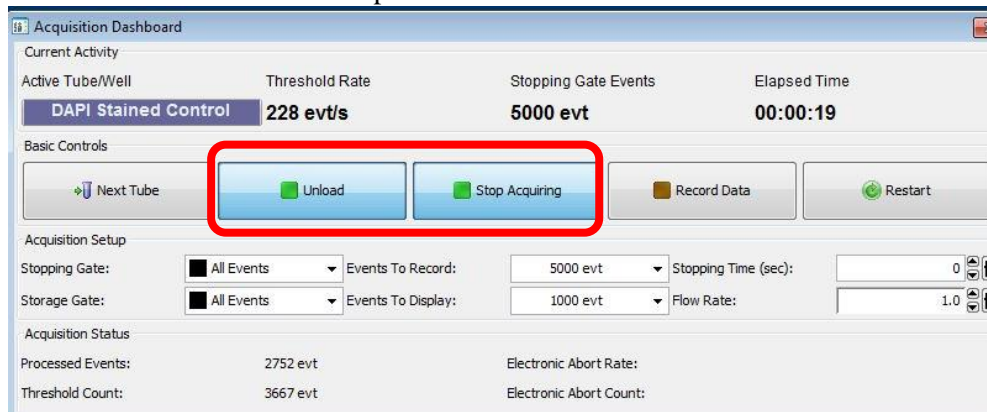 Acquisition Dashboard
Current Activity
Active Tube/Well Threshold Rate Stopping Gate Events Elapsed Time
DAPI Stained Control 228 evt/s 5000 evt 00:00:19
Basic Controls
Next Tube Unload Stop Acquiring Record Data Restart
Acquisition Setup
Stopping Gate: All Events Events To Record: 5000 evt Stopping Time (sec): 0
Storage Gate: All Events Events To Display: 1000 evt Flow Rate: 1.0
Acquisition Status
Processed Events: 2752 evt Electronic Abort Rate:
Threshold Count: 3667 evt Electronic Abort Count: